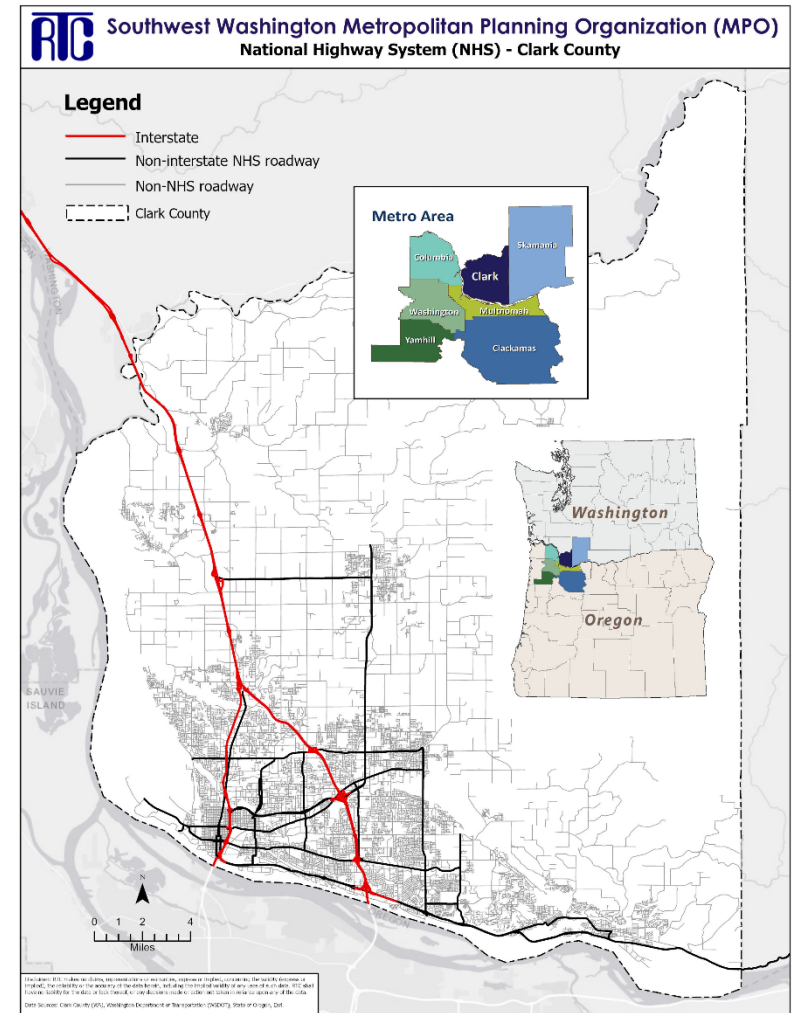 RTC Southwest Washington Metropolitan Planning Organization (MPO)
National Highway System (NHS) - Clark County
Legend
Interstate
Non-interstate NHS roadway
Non-NHS roadway
Clark County
Metro Area
Skamania
Columbia
Clark
Washington
Multnomah
Yamhill
Clackamas
WASHINGTON
Washington
Oregon
SAUVIE
ISLAND
N
0 1 2 4
Miles
Data Sources: Clark County (WA), Washington Department of Transportation (WSDOT), State of Oregon, Esri.